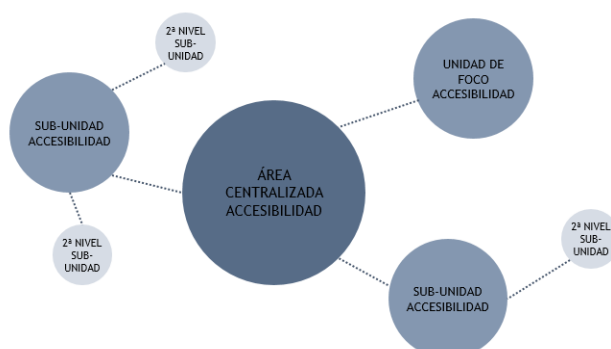 2ª NIVEL
SUB-
UNIDAD
UNIDAD DE
FOCO
ACCESIBILIDAD
SUB-UNIDAD
ACCESIBILIDAD
ÁREA
CENTRALIZADA
ACCESIBILIDAD
2ª NIVEL
SUB-
UNIDAD
2ª NIVEL
SUB-
UNIDAD
SUB-UNIDAD
ACCESIBILIDAD